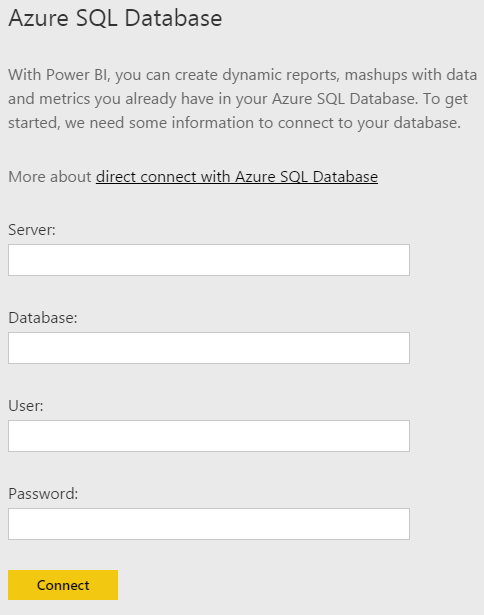 Azure SQL Database
With Power BI, you can create dynamic reports, mashups with data
and metrics you already have in your Azure SQL Database. To get
started, we need some information to connect to your database.
More about direct connect with Azure SQL Database
Server:
Database:
User:
Password:
Connect